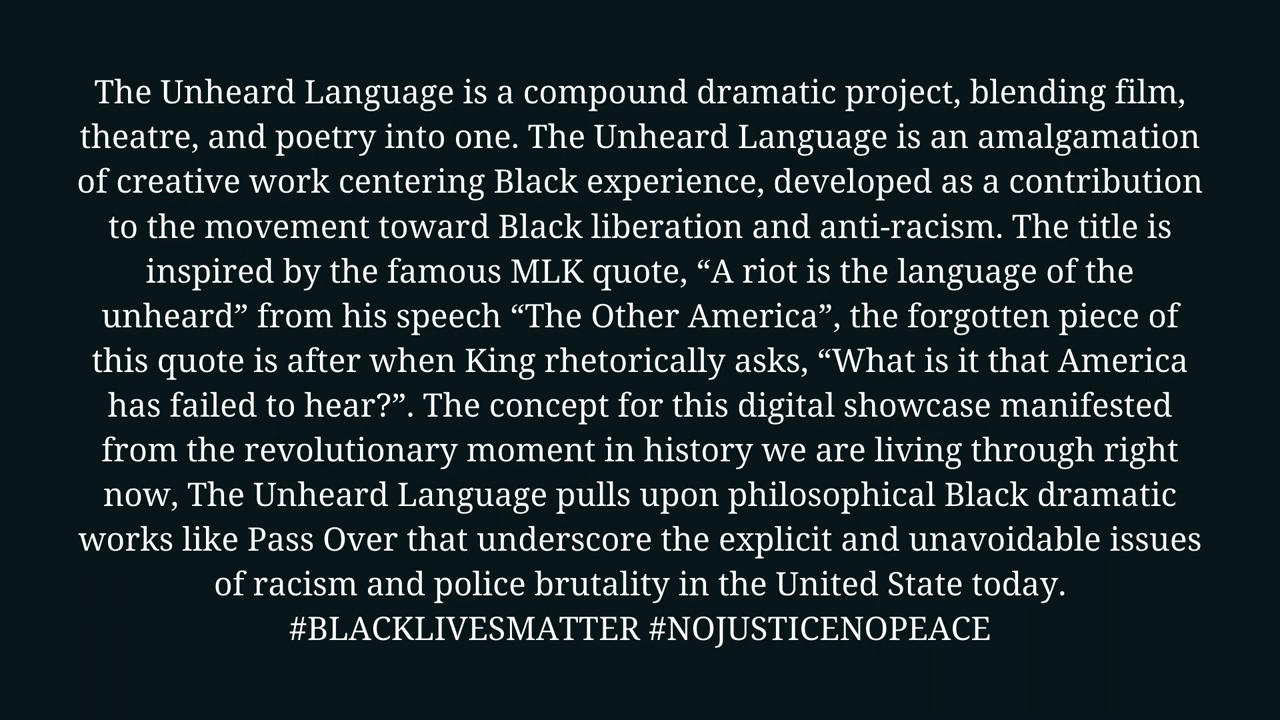 The Unheard Language is a compound dramatic project, blending film,
theatre, and poetry into one. The Unheard Language is an amalgamation
of creative work centering Black experience, developed as a contribution
to the movement toward Black liberation and anti-racism. The title is
inspired by the famous MLK quote, “A riot is the language of the
unheard” from his speech “The Other America”, the forgotten piece of
this quote is after when King rhetorically asks, “What is it that America
has failed to hear?”. The concept for this digital showcase manifested
from the revolutionary moment in history we are living through right
now, The Unheard Language pulls upon philosophical Black dramatic
works like Pass Over that underscore the explicit and unavoidable issues
of racism and police brutality in the United State today.
#BLACKLIVESMATTER #NOJUSTICENOPEACE